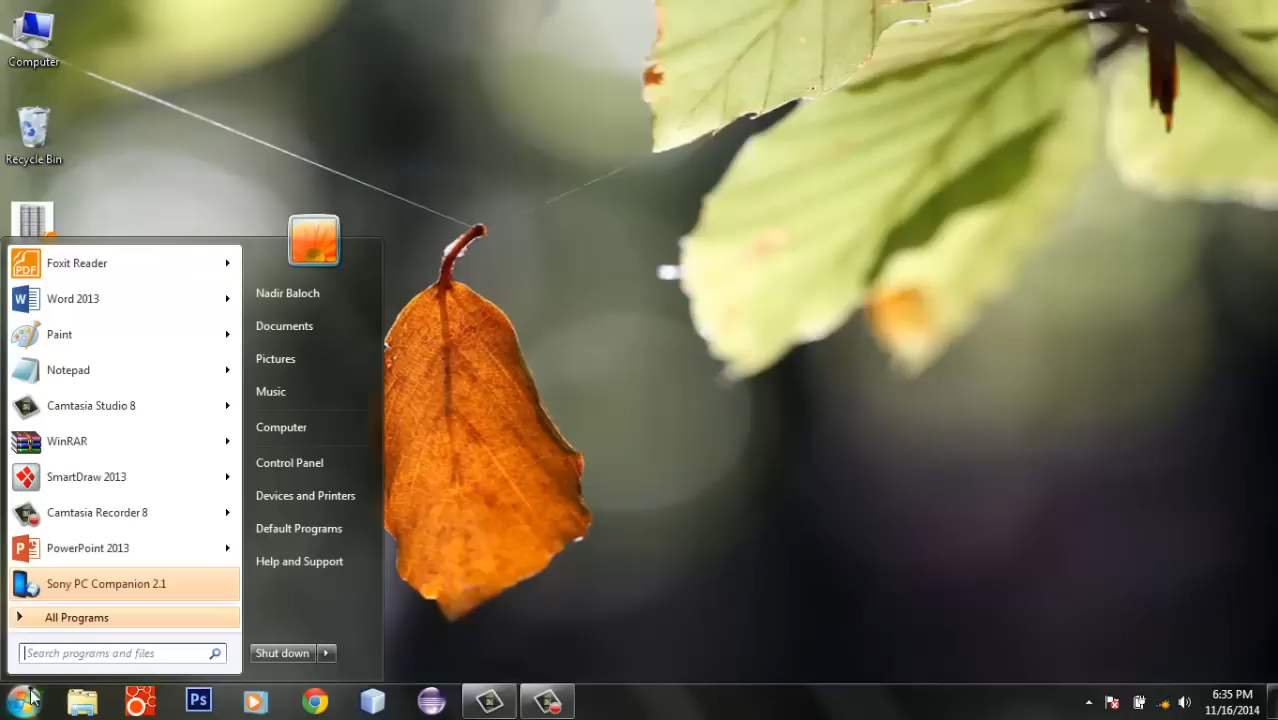 Computer
Recycle Bin
Foxit Reader
Word 2013
Paint
Notepad
Camtasia Studio 8
WinRAR
SmartDraw 2013
Camtasia Recorder 8
PowerPoint 2013
Sony PC Companion 2.1
All Programs
Search programs and files
Nadir Baloch
Documents
Pictures
Music
Computer
Control Panel
Devices and Printers
Default Programs
Help and Support
Shut down
PDF
W
P
Ps
6:35 PM
11/16/2014